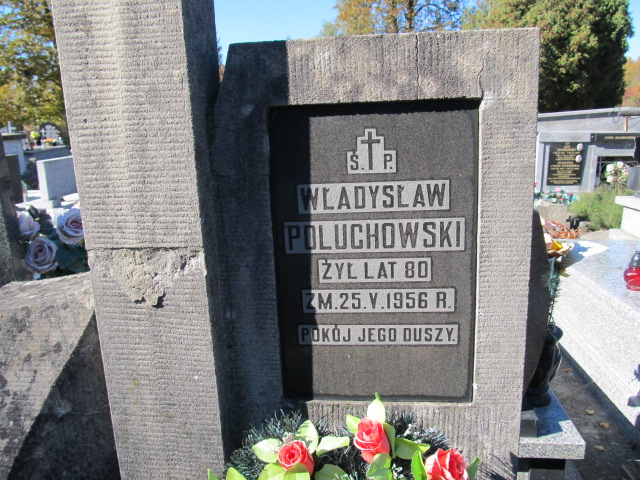 Ś. P.
WŁADYSŁAW
POLUCHOWSKI
ŻYŁ LAT 80
ZM. 25. V. 1956 R.
POKÓJ JEGO DUSZY.